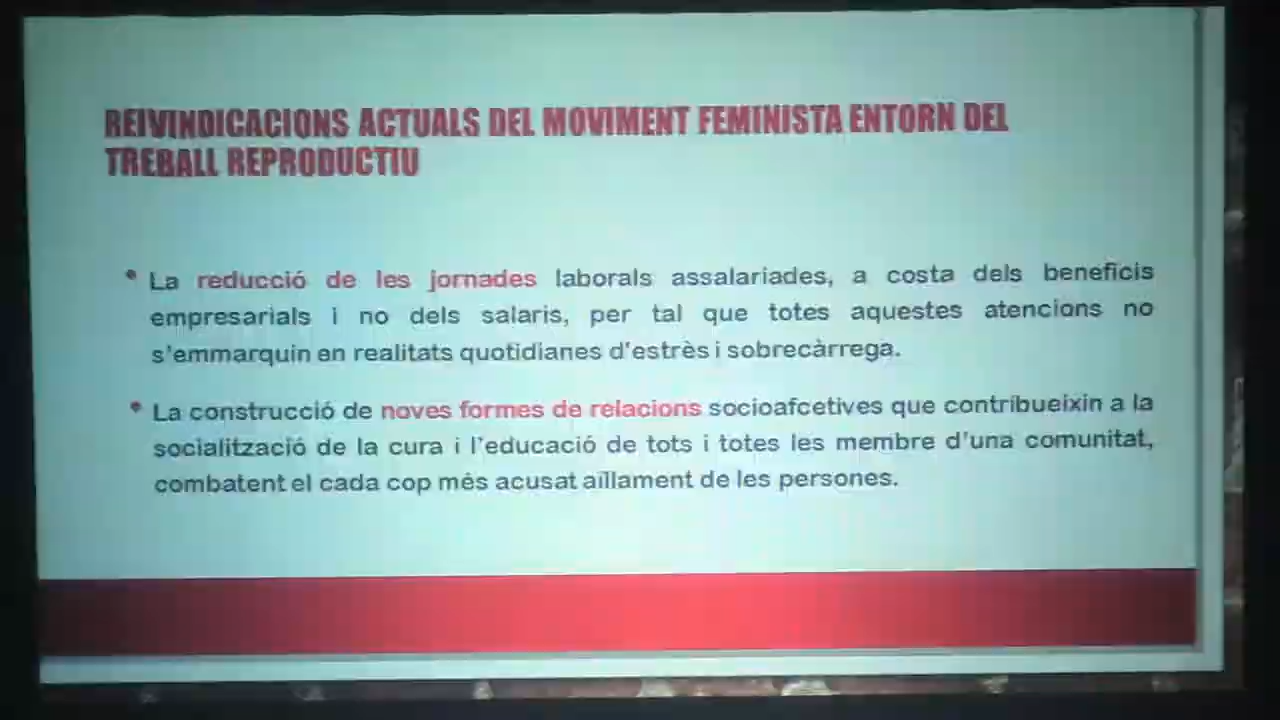 REIVINDICACIONS ACTUALS DEL MOVIMENT FEMINISTA ENTORN DEL
TREBALL REPRODUCTIU
• La reducció de les jornades laborals assalariades, a costa dels beneficis
empresarials i no dels salaris, per tal que totes aquestes atencions no
s'emmarquin en realitats quotidianes d'estrès i sobrecàrrega.
• La construcció de noves formes de relacions socioafcetives que contribueixin a la
socialització de la cura i l'educació de tots i totes les membre d'una comunitat,
combatent el cada cop més acusat aïllament de les persones.